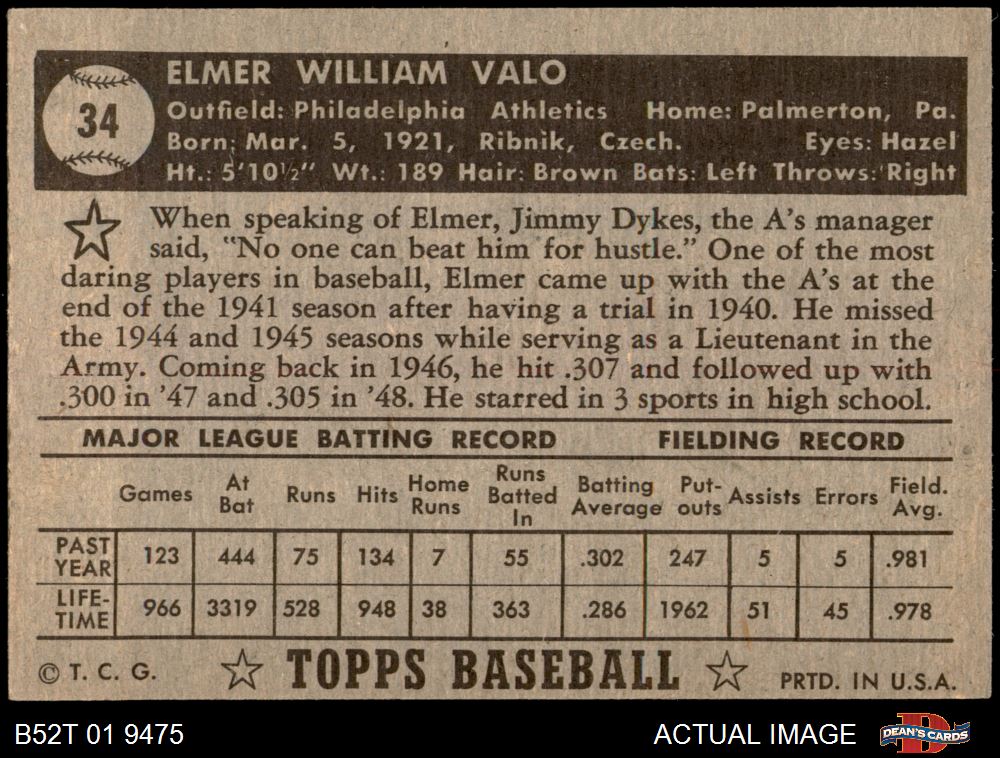 34
ELMER WILLIAM VALO
Outfield: Philadelphia Athletics Home: Palmerton, Pa.
Born: Mar. 5, 1921, Ribnik, Czech. Eyes: Hazel
Ht.: 5'10½" Wt.: 189 Hair: Brown Bats: Left Throws: Right
When speaking of Elmer, Jimmy Dykes, the A's manager
said, "No one can beat him for hustle." One of the most
daring players in baseball, Elmer came up with the A's at the
end of the 1941 season after having a trial in 1940. He missed
the 1944 and 1945 seasons while serving as a Lieutenant in the
Army. Coming back in 1946, he hit .307 and followed up with
.300 in '47 and .305 in '48. He starred in 3 sports in high school.
MAJOR LEAGUE BATTING RECORD FIELDING RECORD
Games At Bat Runs Hits Home Runs Runs Batted In Batting Average Put-outs Assists Errors Field. Avg.
PAST YEAR 123 444 75 134 7 55 .302 247 5 5 .981
LIFE-TIME 966 3319 528 948 38 363 .286 1962 51 45 .978
© T. C. G. TOPPS BASEBALL PRTD. IN U.S.A.
B52T 01 9475 ACTUAL IMAGE DEAN'S CARDS